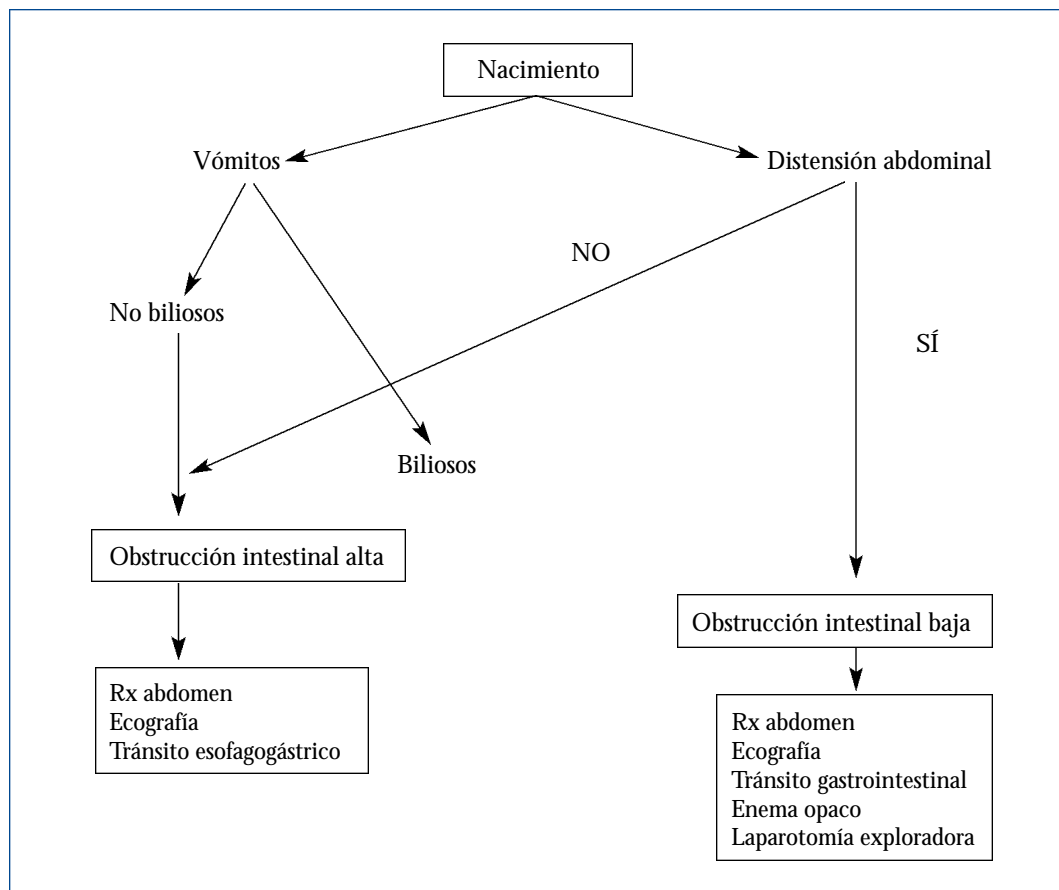 Nacimiento
Vómitos
Distensión abdominal
NO
No biliosos
SÍ
Biliosos
Obstrucción intestinal alta
Obstrucción intestinal baja
Rx abdomen
Ecografía
Tránsito esofagogástrico
Rx abdomen
Ecografía
Tránsito gastrointestinal
Enema opaco
Laparotomía exploradora